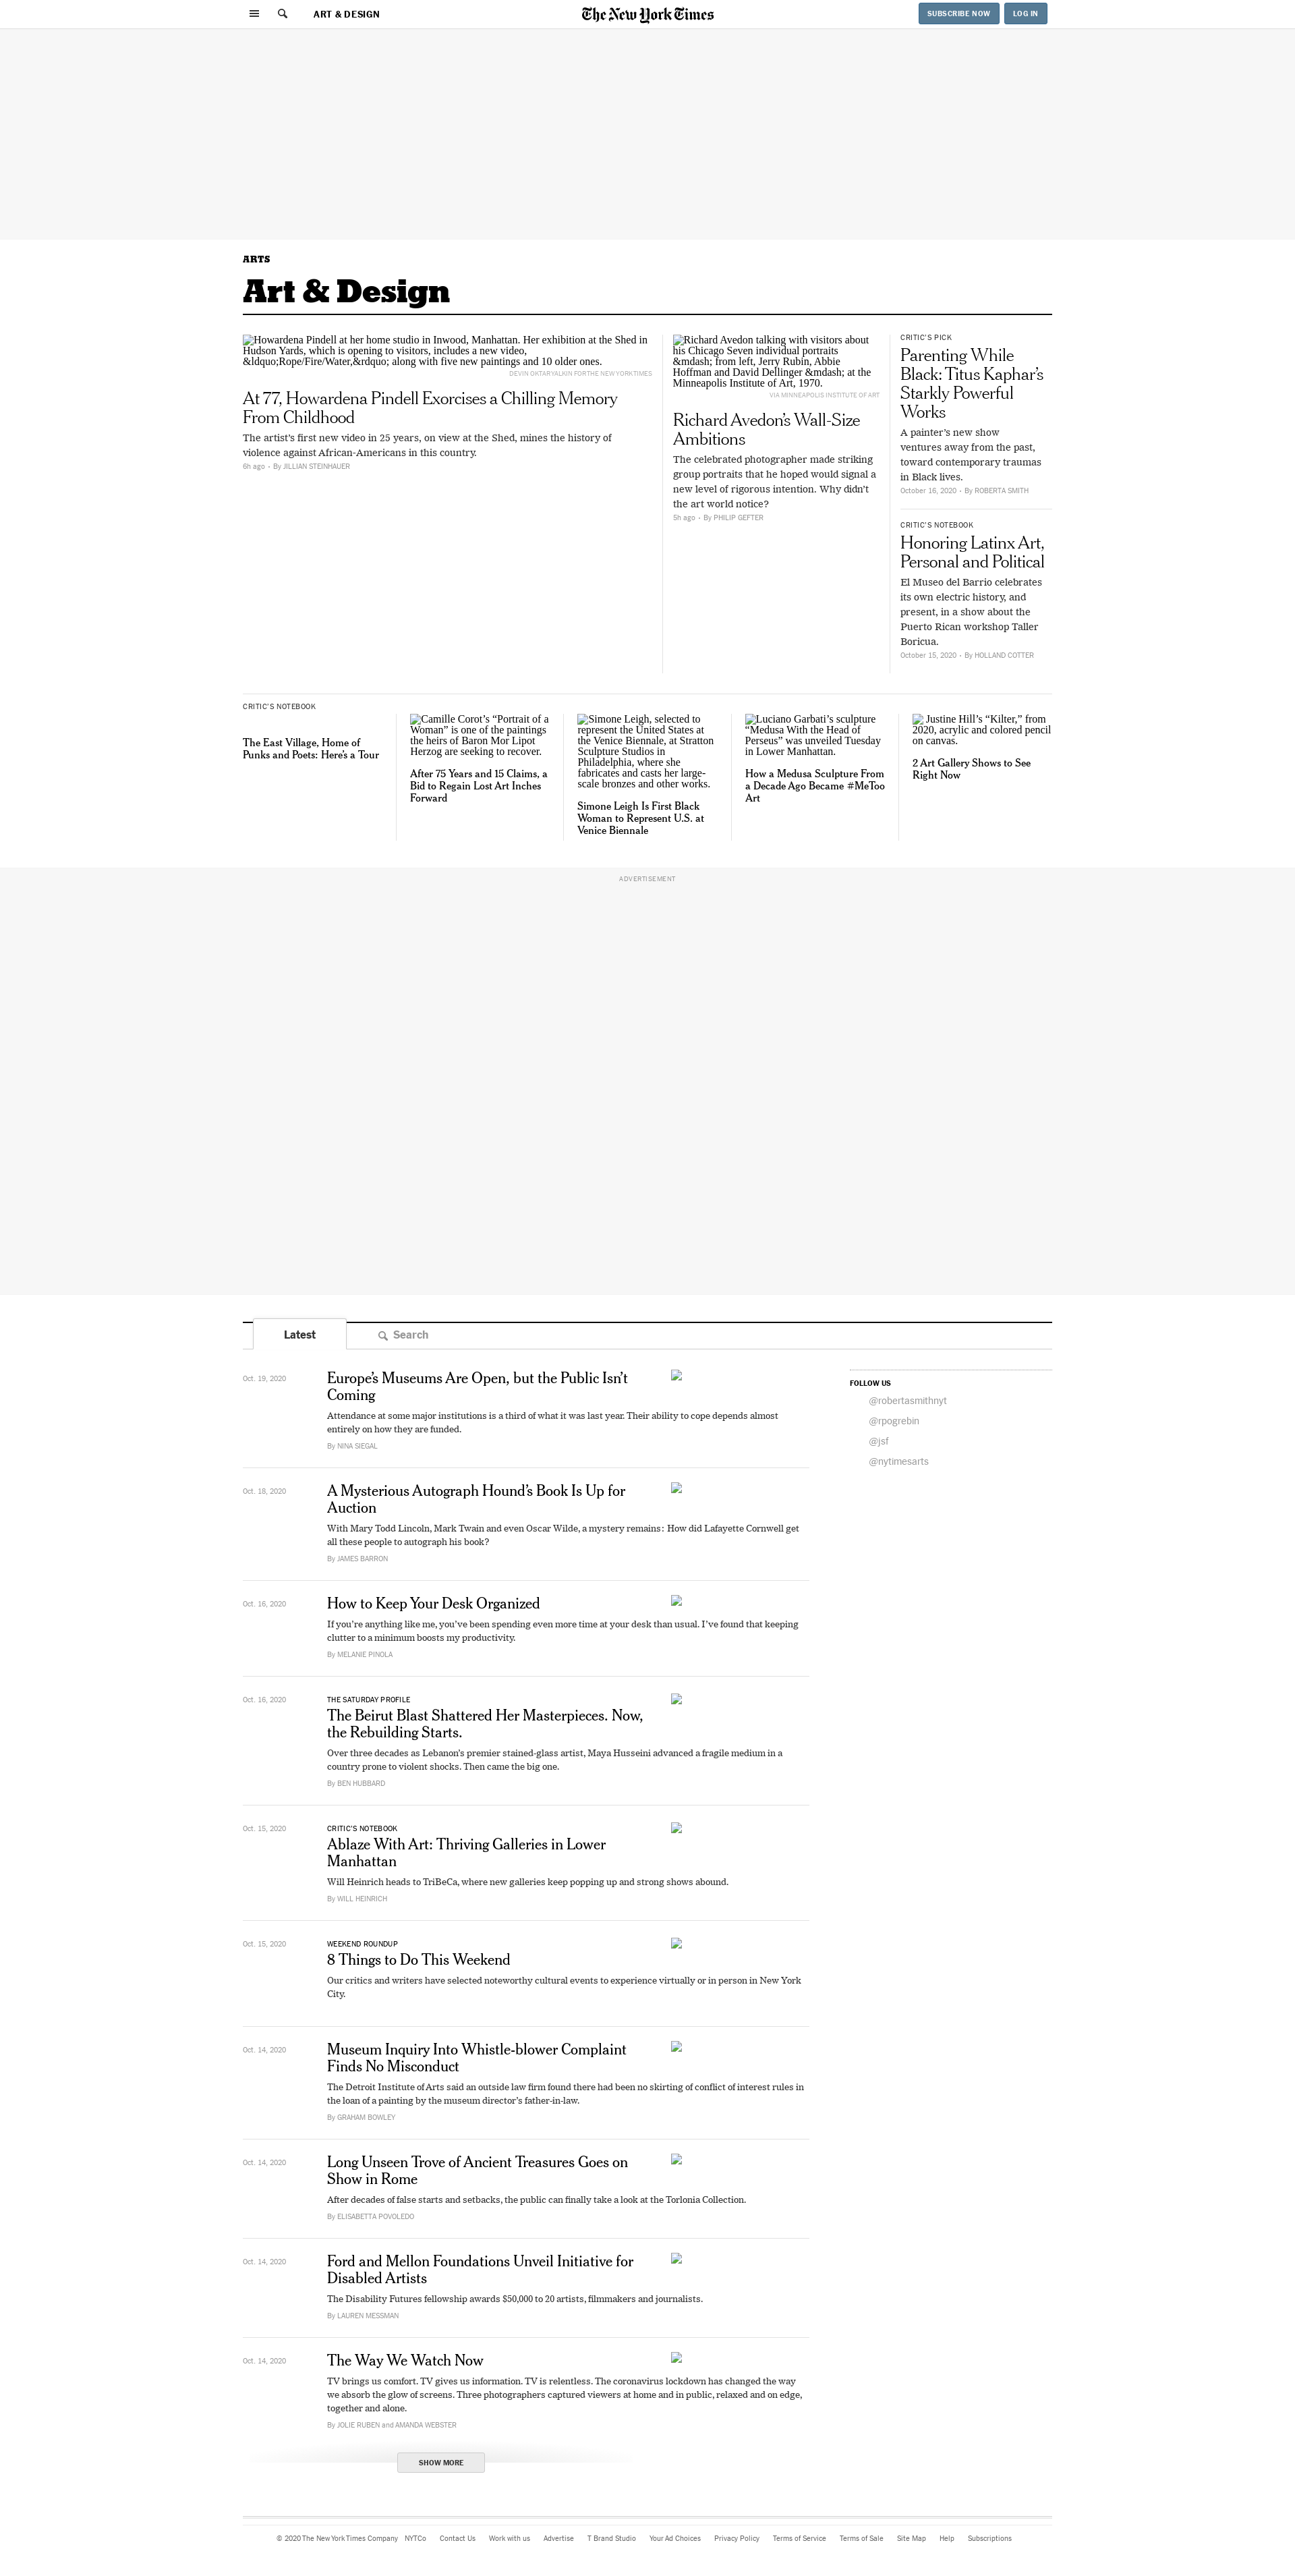 ART & DESIGN
The New York Times
SUBSCRIBE NOW
LOG IN
ARTS
Art & Design
Howardena Pindell at her home studio in Inwood, Manhattan. Her exhibition at the Shed in
Hudson Yards, which is opening to visitors, includes a new video,
&ldquo;Rope/Fire/Water,&rdquo; along with five new paintings and 10 older ones.
DEVIN OKTAR YALKIN FOR THE NEW YORK TIMES
At 77, Howardena Pindell Exorcises a Chilling Memory
From Childhood
The artist’s first new video in 25 years, on view at the Shed, mines the history of
violence against African-Americans in this country.
6h ago • By JILLIAN STEINHAUER
Richard Avedon talking with visitors about
his Chicago Seven individual portraits
&mdash; from left, Jerry Rubin, Abbie
Hoffman and David Dellinger &mdash; at the
Minneapolis Institute of Art, 1970.
VIA MINNEAPOLIS INSTITUTE OF ART
Richard Avedon’s Wall-Size
Ambitions
The celebrated photographer made striking
group portraits that he hoped would signal a
new level of rigorous intention. Why didn’t
the art world notice?
5h ago • By PHILIP GEFTER
CRITIC’S PICK
Parenting While
Black: Titus Kaphar’s
Starkly Powerful
Works
A painter’s new show
ventures away from the past,
toward contemporary traumas
in Black lives.
October 16, 2020 • By ROBERTA SMITH
CRITIC’S NOTEBOOK
Honoring Latinx Art,
Personal and Political
El Museo del Barrio celebrates
its own electric history, and
present, in a show about the
Puerto Rican workshop Taller
Boricua.
October 15, 2020 • By HOLLAND COTTER
CRITIC’S NOTEBOOK
The East Village, Home of
Punks and Poets: Here’s a Tour
Camille Corot’s “Portrait of a
Woman” is one of the paintings
the heirs of Baron Mor Lipot
Herzog are seeking to recover.
After 75 Years and 15 Claims, a
Bid to Regain Lost Art Inches
Forward
Simone Leigh, selected to
represent the United States at
the Venice Biennale, at Stratton
Sculpture Studios in
Philadelphia, where she
fabricates and casts her large-
scale bronzes and other works.
Simone Leigh Is First Black
Woman to Represent U.S. at
Venice Biennale
Luciano Garbati’s sculpture
“Medusa With the Head of
Perseus” was unveiled Tuesday
in Lower Manhattan.
How a Medusa Sculpture From
a Decade Ago Became #MeToo
Art
Justine Hill’s “Kilter,” from
2020, acrylic and colored pencil
on canvas.
2 Art Gallery Shows to See
Right Now
ADVERTISEMENT
Latest
Search
Oct. 19, 2020
Europe’s Museums Are Open, but the Public Isn’t
Coming
Attendance at some major institutions is a third of what it was last year. Their ability to cope depends almost
entirely on how they are funded.
By NINA SIEGAL
FOLLOW US
@robertasmithnyt
@rpogrebin
@jsf
@nytimesarts
Oct. 18, 2020
A Mysterious Autograph Hound’s Book Is Up for
Auction
With Mary Todd Lincoln, Mark Twain and even Oscar Wilde, a mystery remains: How did Lafayette Cornwell get
all these people to autograph his book?
By JAMES BARRON
Oct. 16, 2020
How to Keep Your Desk Organized
If you’re anything like me, you’ve been spending even more time at your desk than usual. I’ve found that keeping
clutter to a minimum boosts my productivity.
By MELANIE PINOLA
Oct. 16, 2020
THE SATURDAY PROFILE
The Beirut Blast Shattered Her Masterpieces. Now,
the Rebuilding Starts.
Over three decades as Lebanon’s premier stained-glass artist, Maya Husseini advanced a fragile medium in a
country prone to violent shocks. Then came the big one.
By BEN HUBBARD
Oct. 15, 2020
CRITIC’S NOTEBOOK
Ablaze With Art: Thriving Galleries in Lower
Manhattan
Will Heinrich heads to TriBeCa, where new galleries keep popping up and strong shows abound.
By WILL HEINRICH
Oct. 15, 2020
WEEKEND ROUNDUP
8 Things to Do This Weekend
Our critics and writers have selected noteworthy cultural events to experience virtually or in person in New York
City.
Oct. 14, 2020
Museum Inquiry Into Whistle-blower Complaint
Finds No Misconduct
The Detroit Institute of Arts said an outside law firm found there had been no skirting of conflict of interest rules in
the loan of a painting by the museum director’s father-in-law.
By GRAHAM BOWLEY
Oct. 14, 2020
Long Unseen Trove of Ancient Treasures Goes on
Show in Rome
After decades of false starts and setbacks, the public can finally take a look at the Torlonia Collection.
By ELISABETTA POVOLEDO
Oct. 14, 2020
Ford and Mellon Foundations Unveil Initiative for
Disabled Artists
The Disability Futures fellowship awards $50,000 to 20 artists, filmmakers and journalists.
By LAUREN MESSMAN
Oct. 14, 2020
The Way We Watch Now
TV brings us comfort. TV gives us information. TV is relentless. The coronavirus lockdown has changed the way
we absorb the glow of screens. Three photographers captured viewers at home and in public, relaxed and on edge,
together and alone.
By JOLIE RUBEN and AMANDA WEBSTER
SHOW MORE
© 2020 The New York Times Company NYTCo Contact Us Work with us Advertise T Brand Studio Your Ad Choices Privacy Policy Terms of Service Terms of Sale Site Map Help Subscriptions